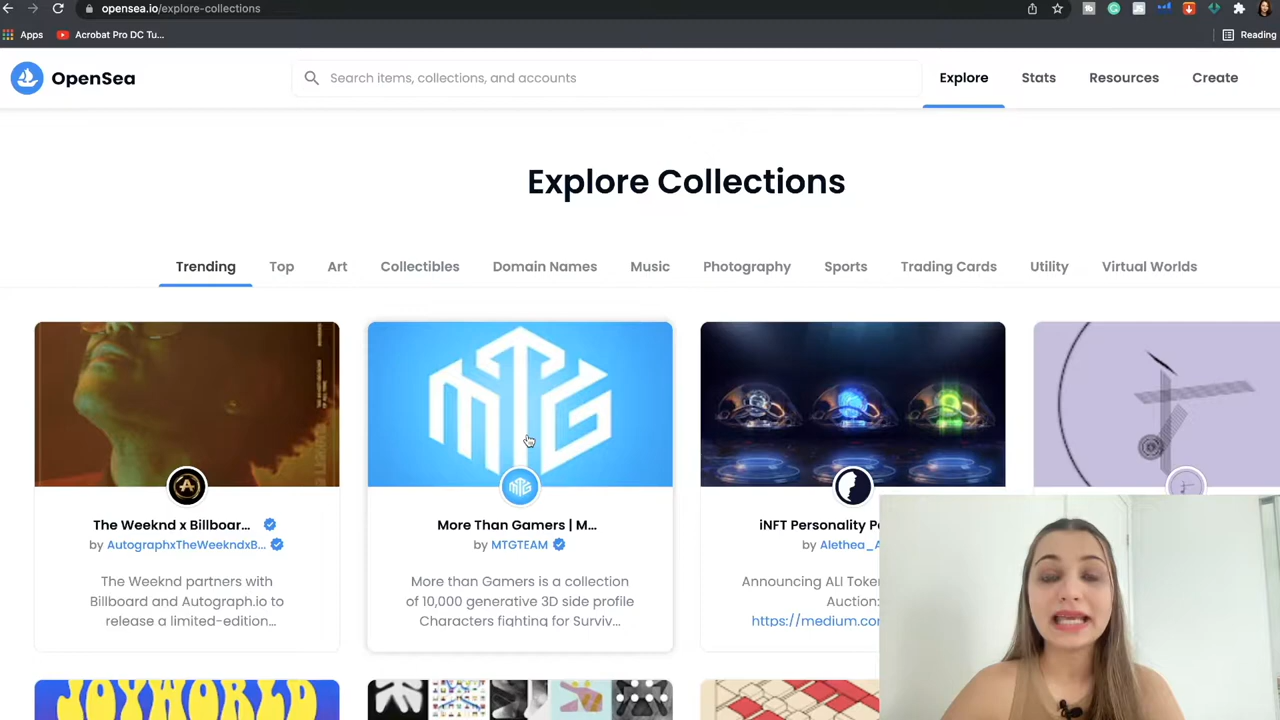 opensea.io/explore-collections
Apps
Acrobat Pro DC Tu...
Reading
OpenSea
Search items, collections, and accounts
Explore
Stats
Resources
Create
Explore Collections
Trending
Top
Art
Collectibles
Domain Names
Music
Photography
Sports
Trading Cards
Utility
Virtual Worlds
MTG
The Weeknd x Billboar...
by AutographxTheWeekndxB...
The Weeknd partners with
Billboard and Autograph.io to
release a limited-edition...
More Than Gamers | M...
by MTGTEAM
More than Gamers is a collection
of 10,000 generative 3D side profile
Characters fighting for Surviv...
iNFT Personality
by Alethea_
Announcing ALI
Auction:
https://medium.co
JOYWORLD